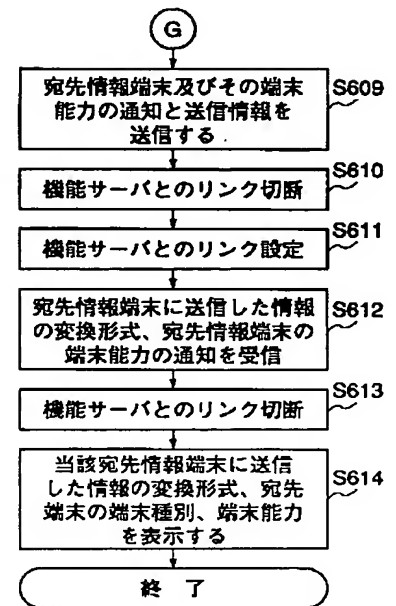 G
宛先情報端末及びその端末
能力の通知と送信情報を
送信する
S609
機能サーバとのリンク切断
S610
機能サーバとのリンク設定
S611
宛先情報端末に送信した情報
の変換形式、宛先情報端末の
端末能力の通知を受信
S612
機能サーバとのリンク切断
S613
当該宛先情報端末に送信
した情報の変換形式、宛先
端末の端末種別、端末能力
を表示する
S614
終 了